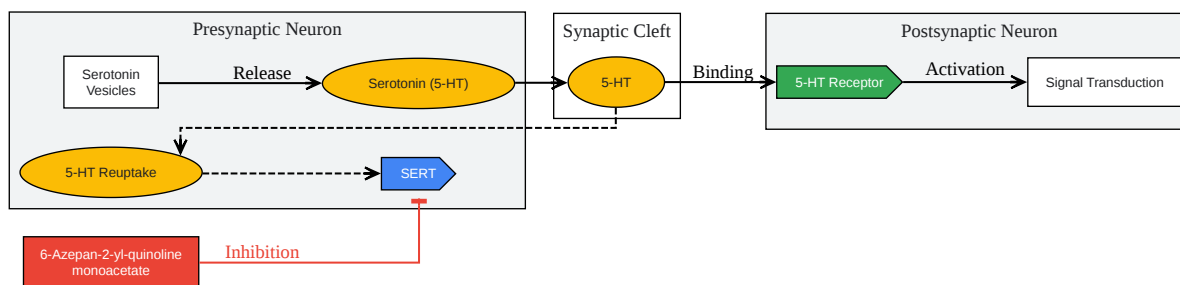 Presynaptic Neuron
Synaptic Cleft
Postsynaptic Neuron
Serotonin
Vesicles
Release
Serotonin (5-HT)
5-HT
Binding
5-HT Receptor
Activation
Signal Transduction
5-HT Reuptake
SERT
6-Azepan-2-yl-quinoline
monoacetate
Inhibition